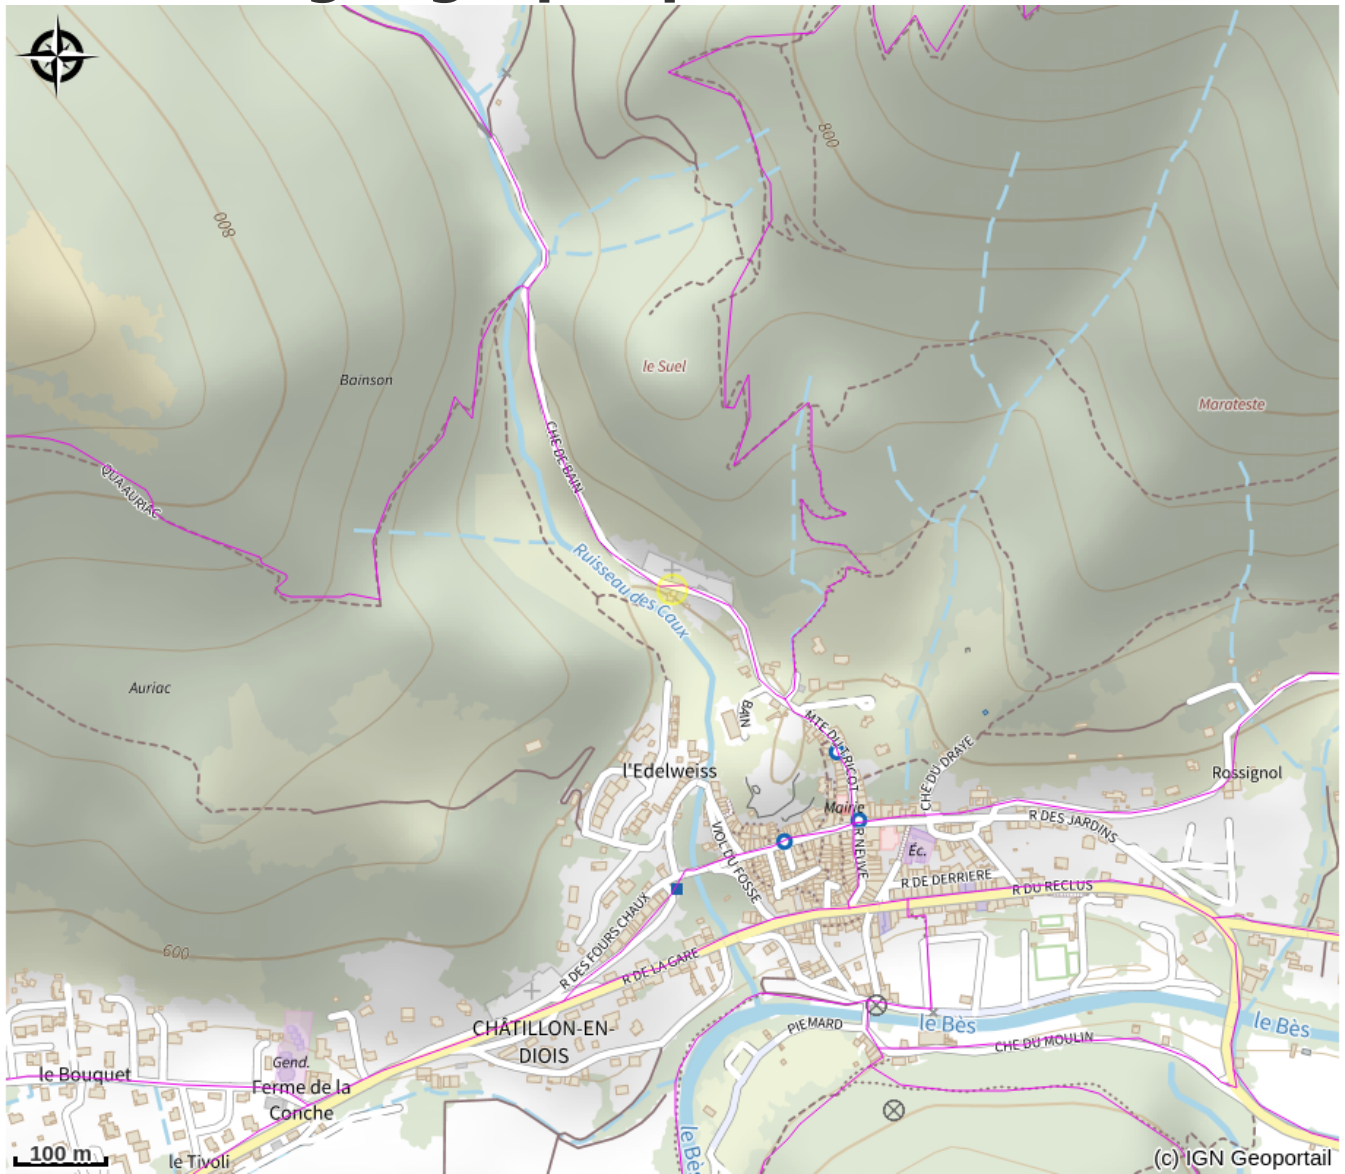 800
800
le Suel
Bainson
Marateste
CHE DE BAIN
QUA AURIAC
Ruisseau des Caux
Auriac
BAIN
MTE DU TRICOT
l'Edelweiss
CHE DU DRAYE
Rossignol
Mairie
R DES JARDINS
VIOL DU FOSSE
R NEUVE
Éc.
R DE DERRIERE
R DU RECLUS
R DES FOURS CHAUX
600
R DE LA GARE
CHÂTILLON-EN-
DIOIS
PIEMARD
le Bès
le Bès
CHE DU MOULIN
Gend.
le Bouquet
Ferme de la
Conche
le Bès
100 m
le Tivoli
(c) IGN Geoportail